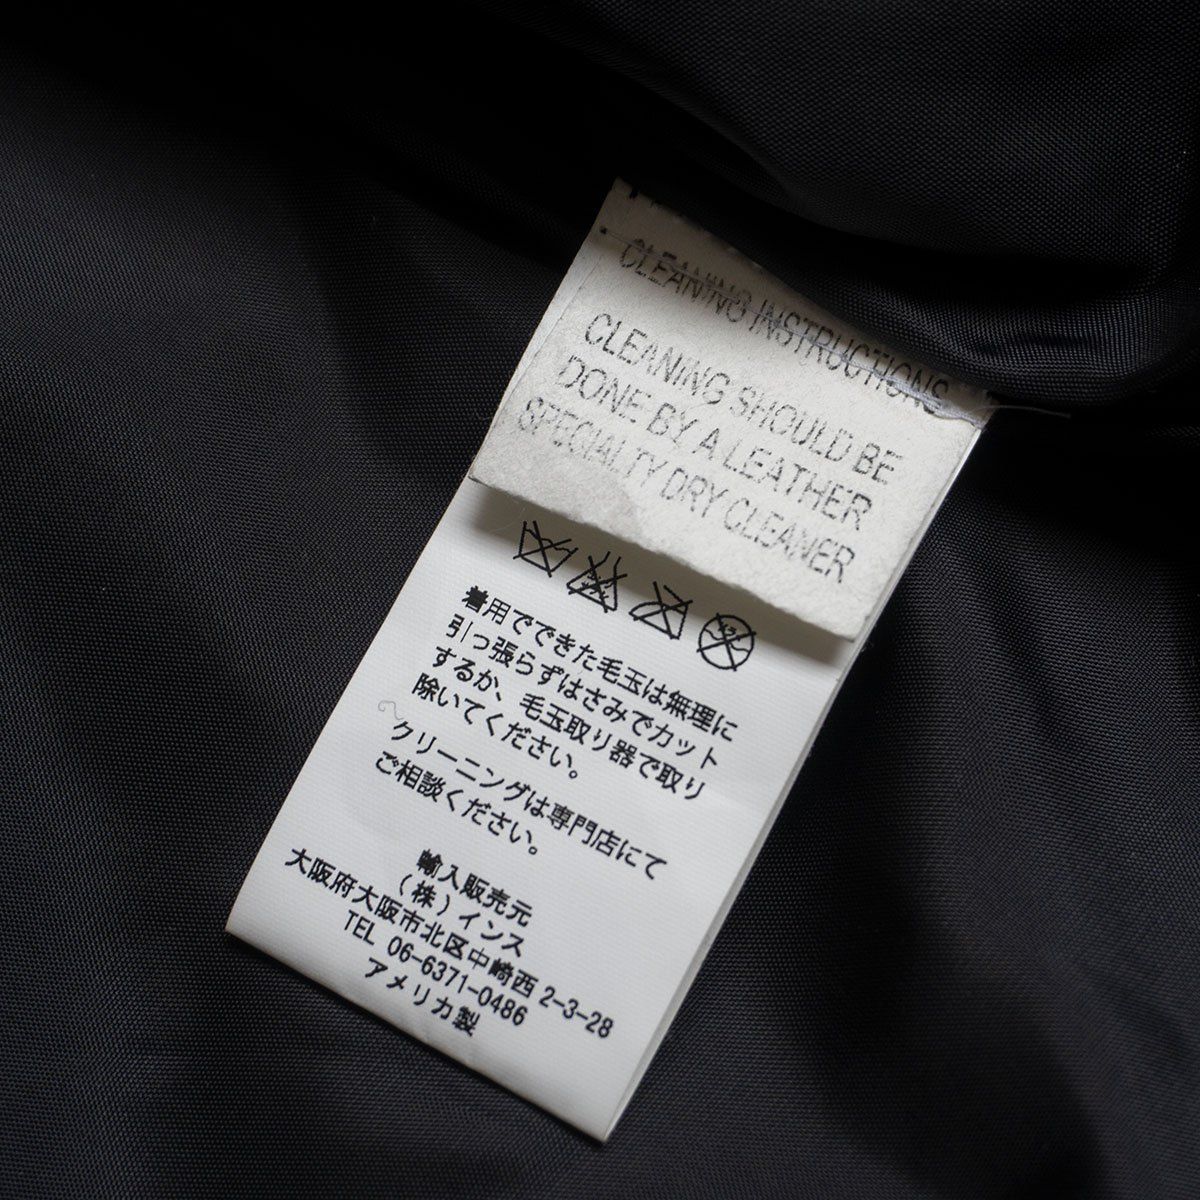 CLEANING INSTRUCTIONS
CLEANING SHOULD BE
DONE BY A LEATHER
SPECIALTY DRY CLEANER
着用でできた毛玉は無理に
引っ張らずはさみでカット
するか、毛玉取り器で取り
除いてください。
クリーニングは専門店にて
ご相談ください。
輸入販売元
(株)インス
大阪府大阪市北区中崎西 2-3-28
TEL 06-6371-0486
アメリカ製